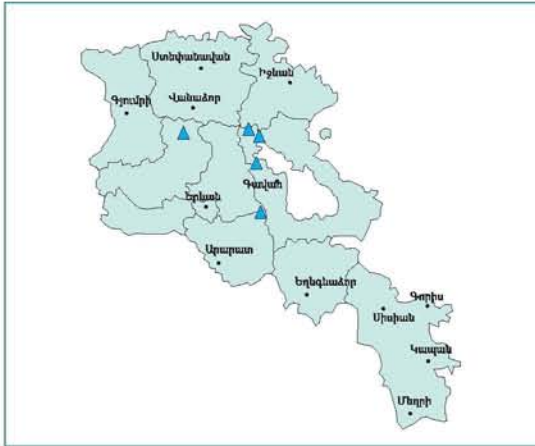 Ստեփանավան
Իջևան
Գյումրի
Վանաձոր
Գավառ
Երևան
Արարատ
Եղեգնաձոր
Գորիս
Սիսիան
Կապան
Մեղրի